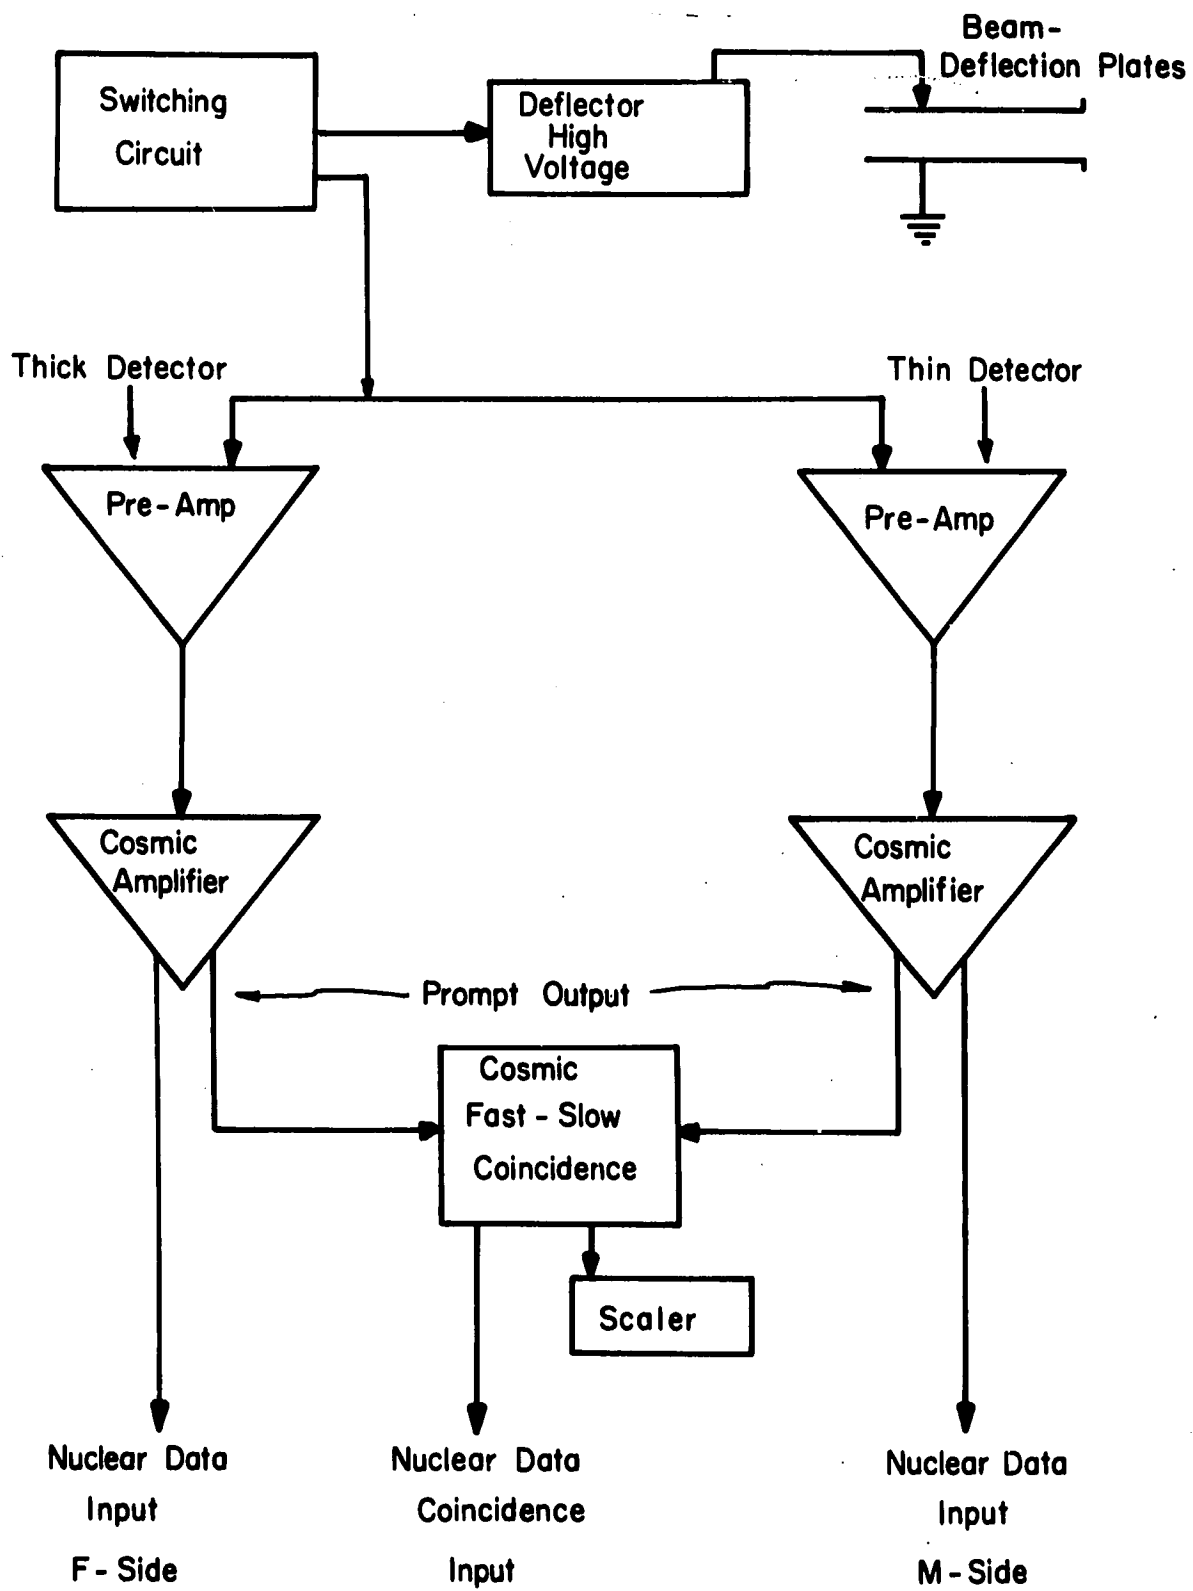 Beam-
Deflection Plates
Switching
Circuit
Deflector
High
Voltage
Thick Detector
Thin Detector
Pre-Amp
Pre-Amp
Cosmic
Amplifier
Cosmic
Amplifier
Prompt Output
Cosmic
Fast-Slow
Coincidence
Scaler
Nuclear Data
Input
F-Side
Nuclear Data
Coincidence
Input
Nuclear Data
Input
M-Side